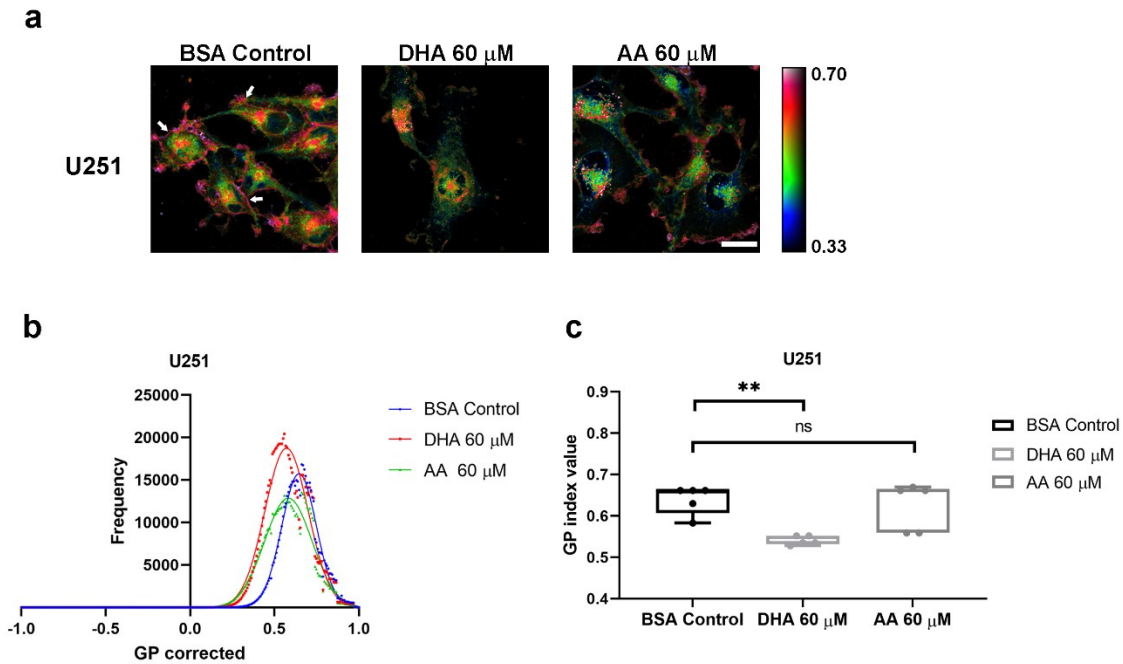 a
BSA Control DHA 60 μM AA 60 μM
U251
0.70
0.33
b
U251
25000
20000
15000
10000
5000
Frequency
-1.0 -0.5 0.0 0.5 1.0
GP corrected
BSA Control
DHA 60 μM
AA 60 μM
c
U251
0.9
0.8
0.7
0.6
0.5
0.4
GP index value
**
ns
BSA Control DHA 60 μM AA 60 μM
BSA Control
DHA 60 μM
AA 60 μM